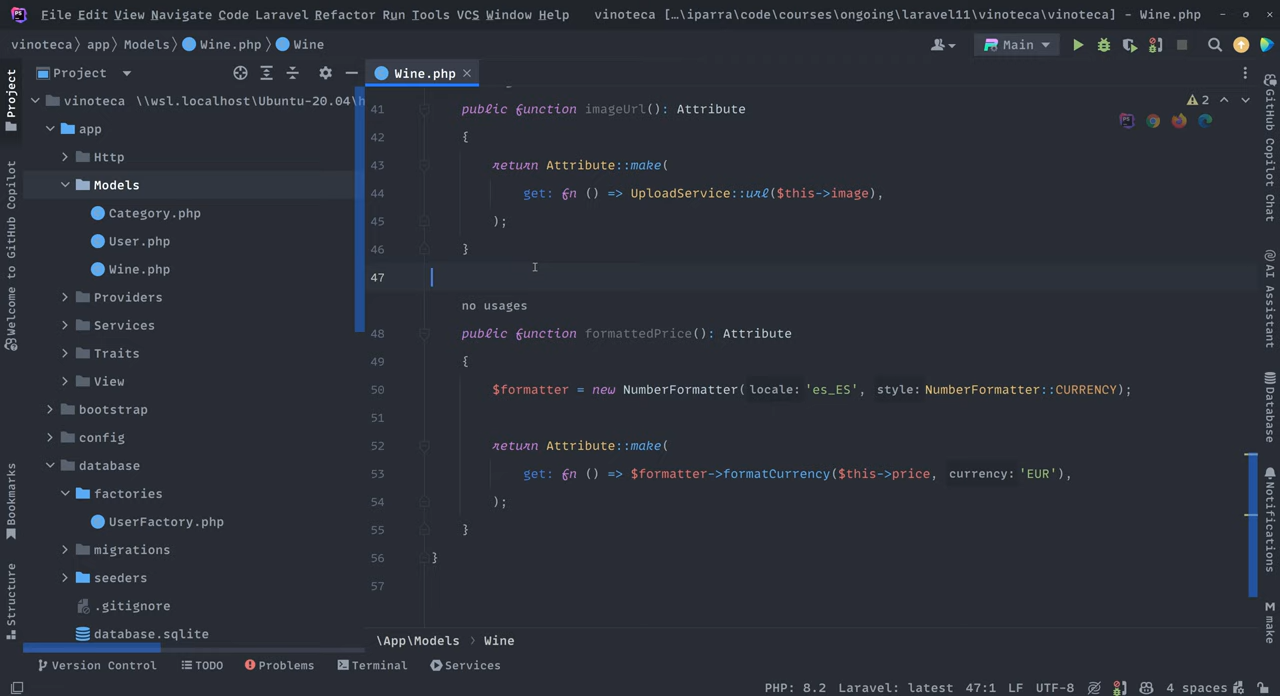 File Edit View Navigate Code Laravel Refactor Run Tools VCS Window Help vinoteca […\iparra\code\courses\ongoing\laravel11\vinoteca\vinoteca] - Wine.php
vinoteca app Models Wine.php Wine
Main
Project
Wine.php
vinoteca \\wsl.localhost\Ubuntu-20.04\h
app
Http
Models
Category.php
User.php
Wine.php
Providers
Services
Traits
View
bootstrap
config
database
factories
UserFactory.php
migrations
seeders
.gitignore
database.sqlite
Project
Welcome to GitHub Copilot
Bookmarks
Structure
41 public function imageUrl(): Attribute
42 {
43 return Attribute::make(
44 get: fn () => UploadService::url($this->image),
45 );
46 }
47
no usages
48 public function formattedPrice(): Attribute
49 {
50 $formatter = new NumberFormatter( locale: 'es_ES', style: NumberFormatter::CURRENCY);
51
52 return Attribute::make(
53 get: fn () => $formatter->formatCurrency($this->price, currency: 'EUR'),
54 );
55 }
56 }
57
2
GitHub Copilot Chat
AI Assistant
Database
Notifications
M make
\App\Models Wine
Version Control TODO Problems Terminal Services
PHP: 8.2 Laravel: latest 47:1 LF UTF-8 4 spaces